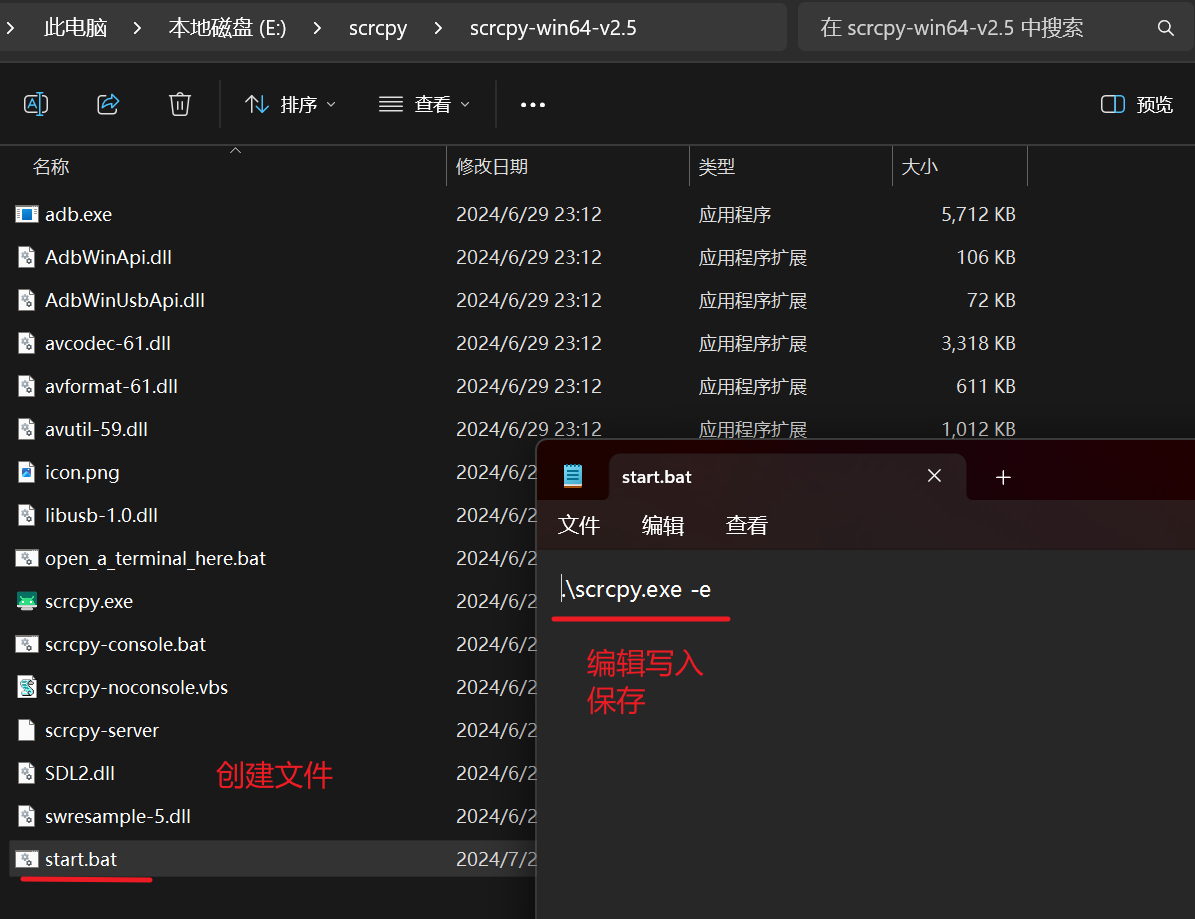 此电脑 本地磁盘 (E:) scrcpy scrcpy-win64-v2.5 在 scrcpy-win64-v2.5 中搜索
排序 查看 预览
名称 修改日期 类型 大小
adb.exe 2024/6/29 23:12 应用程序 5,712 KB
AdbWinApi.dll 2024/6/29 23:12 应用程序扩展 106 KB
AdbWinUsbApi.dll 2024/6/29 23:12 应用程序扩展 72 KB
avcodec-61.dll 2024/6/29 23:12 应用程序扩展 3,318 KB
avformat-61.dll 2024/6/29 23:12 应用程序扩展 611 KB
avutil-59.dll 2024/6/29 23:12 应用程序扩展 1,012 KB
icon.png 2024/6/2
libusb-1.0.dll 2024/6/2
open_a_terminal_here.bat 2024/6/2
scrcpy.exe 2024/6/2
scrcpy-console.bat 2024/6/2
scrcpy-noconsole.vbs 2024/6/2
scrcpy-server 2024/6/2
SDL2.dll 2024/6/2
创建文件
swresample-5.dll 2024/6/2
start.bat 2024/7/2
start.bat
文件 编辑 查看
.\scrcpy.exe -e
编辑写入
保存